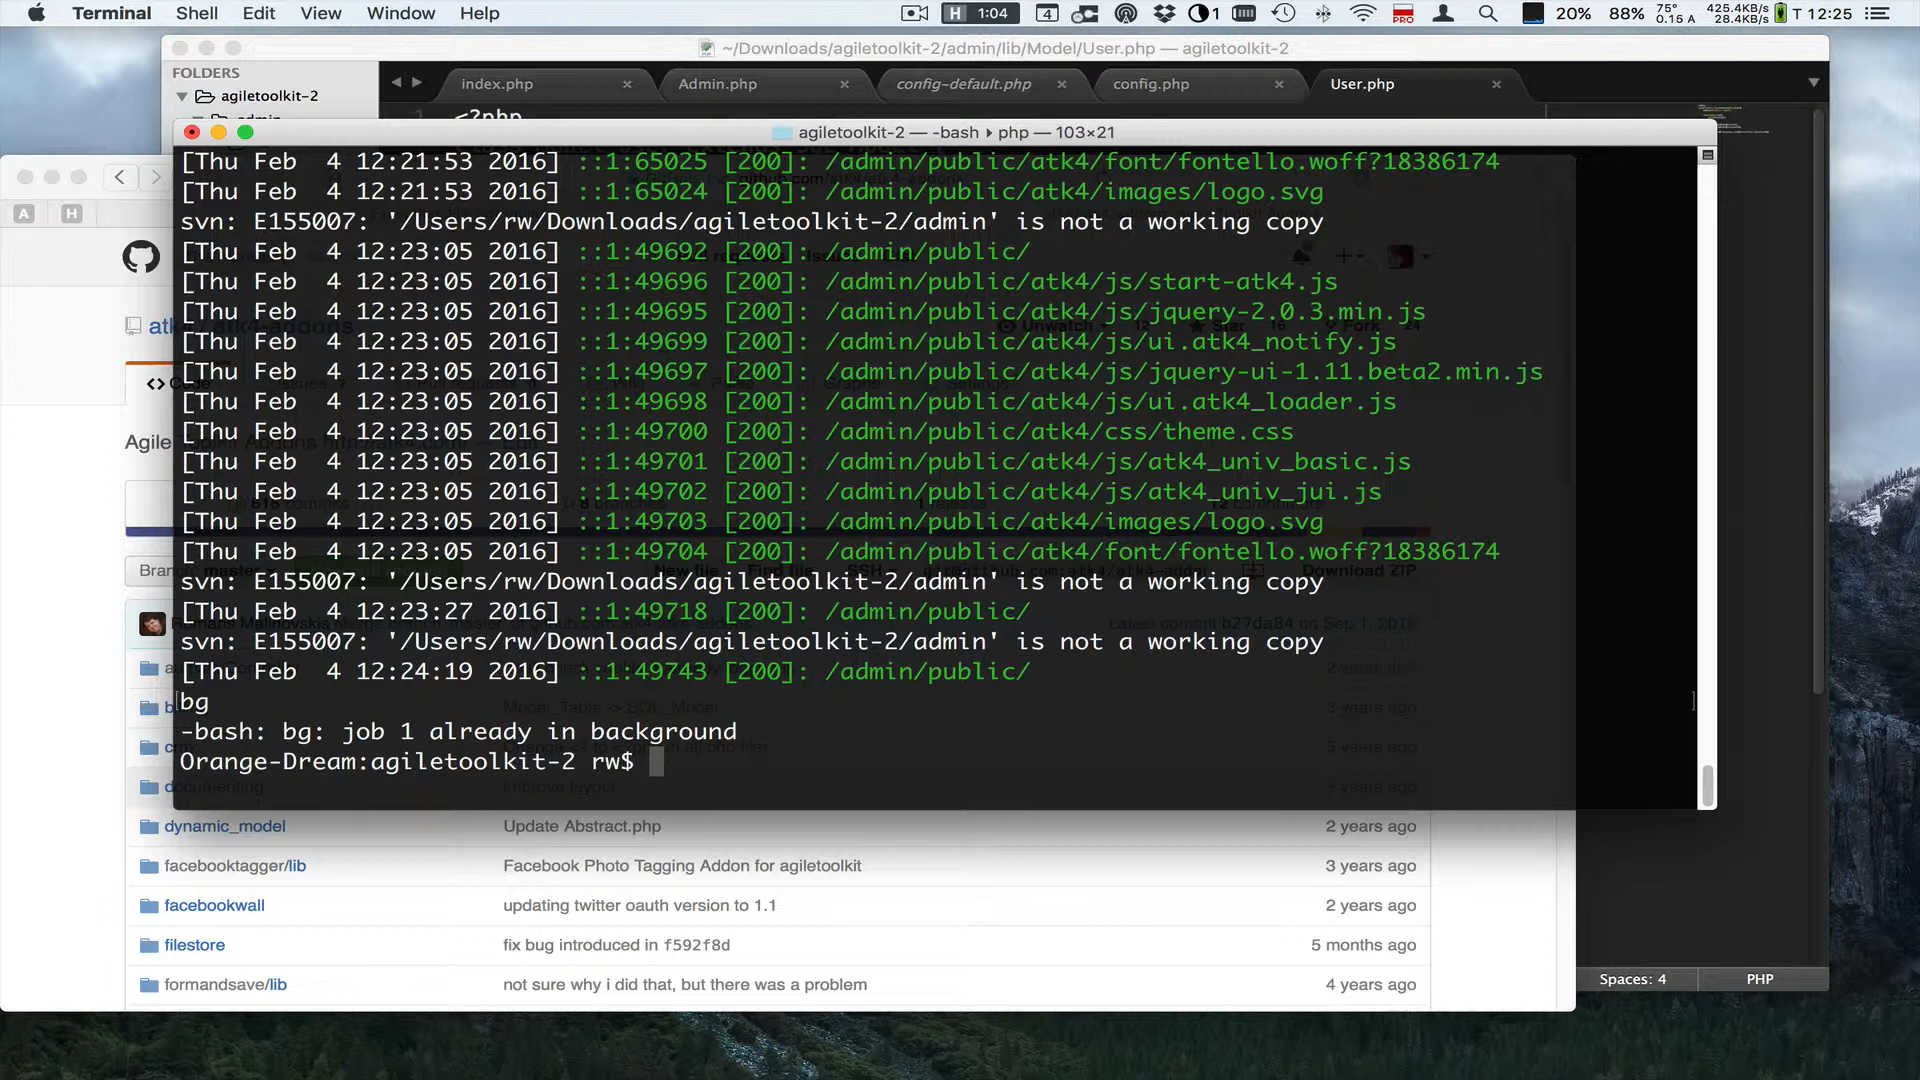 Terminal Shell Edit View Window Help
H 1:04 4 1 PRO 20% 88% 75° 0.15 A 425.4KB/s 28.4KB/s T 12:25
~/Downloads/agiletoolkit-2/admin/lib/Model/User.php — agiletoolkit-2
FOLDERS
agiletoolkit-2
index.php Admin.php config-default.php config.php User.php
1 <?php
agiletoolkit-2 — -bash ▸ php — 103×21
[Thu Feb  4 12:21:53 2016] ::1:65025 [200]: /admin/public/atk4/font/fontello.woff?18386174
[Thu Feb  4 12:21:53 2016] ::1:65024 [200]: /admin/public/atk4/images/logo.svg
svn: E155007: '/Users/rw/Downloads/agiletoolkit-2/admin' is not a working copy
[Thu Feb  4 12:23:05 2016] ::1:49692 [200]: /admin/public/
[Thu Feb  4 12:23:05 2016] ::1:49696 [200]: /admin/public/atk4/js/start-atk4.js
[Thu Feb  4 12:23:05 2016] ::1:49695 [200]: /admin/public/atk4/js/jquery-2.0.3.min.js
[Thu Feb  4 12:23:05 2016] ::1:49699 [200]: /admin/public/atk4/js/ui.atk4_notify.js
[Thu Feb  4 12:23:05 2016] ::1:49697 [200]: /admin/public/atk4/js/jquery-ui-1.11.beta2.min.js
[Thu Feb  4 12:23:05 2016] ::1:49698 [200]: /admin/public/atk4/js/ui.atk4_loader.js
[Thu Feb  4 12:23:05 2016] ::1:49700 [200]: /admin/public/atk4/css/theme.css
[Thu Feb  4 12:23:05 2016] ::1:49701 [200]: /admin/public/atk4/js/atk4_univ_basic.js
[Thu Feb  4 12:23:05 2016] ::1:49702 [200]: /admin/public/atk4/js/atk4_univ_jui.js
[Thu Feb  4 12:23:05 2016] ::1:49703 [200]: /admin/public/atk4/images/logo.svg
[Thu Feb  4 12:23:05 2016] ::1:49704 [200]: /admin/public/atk4/font/fontello.woff?18386174
svn: E155007: '/Users/rw/Downloads/agiletoolkit-2/admin' is not a working copy
[Thu Feb  4 12:23:27 2016] ::1:49718 [200]: /admin/public/
svn: E155007: '/Users/rw/Downloads/agiletoolkit-2/admin' is not a working copy
[Thu Feb  4 12:24:19 2016] ::1:49743 [200]: /admin/public/
bg
-bash: bg: job 1 already in background
Orange-Dream:agiletoolkit-2 rw$
A H
dynamic_model Update Abstract.php 2 years ago
facebooktagger/lib Facebook Photo Tagging Addon for agiletoolkit 3 years ago
facebookwall updating twitter oauth version to 1.1 2 years ago
filestore fix bug introduced in f592f8d 5 months ago
formandsave/lib not sure why i did that, but there was a problem 4 years ago
Spaces: 4 PHP